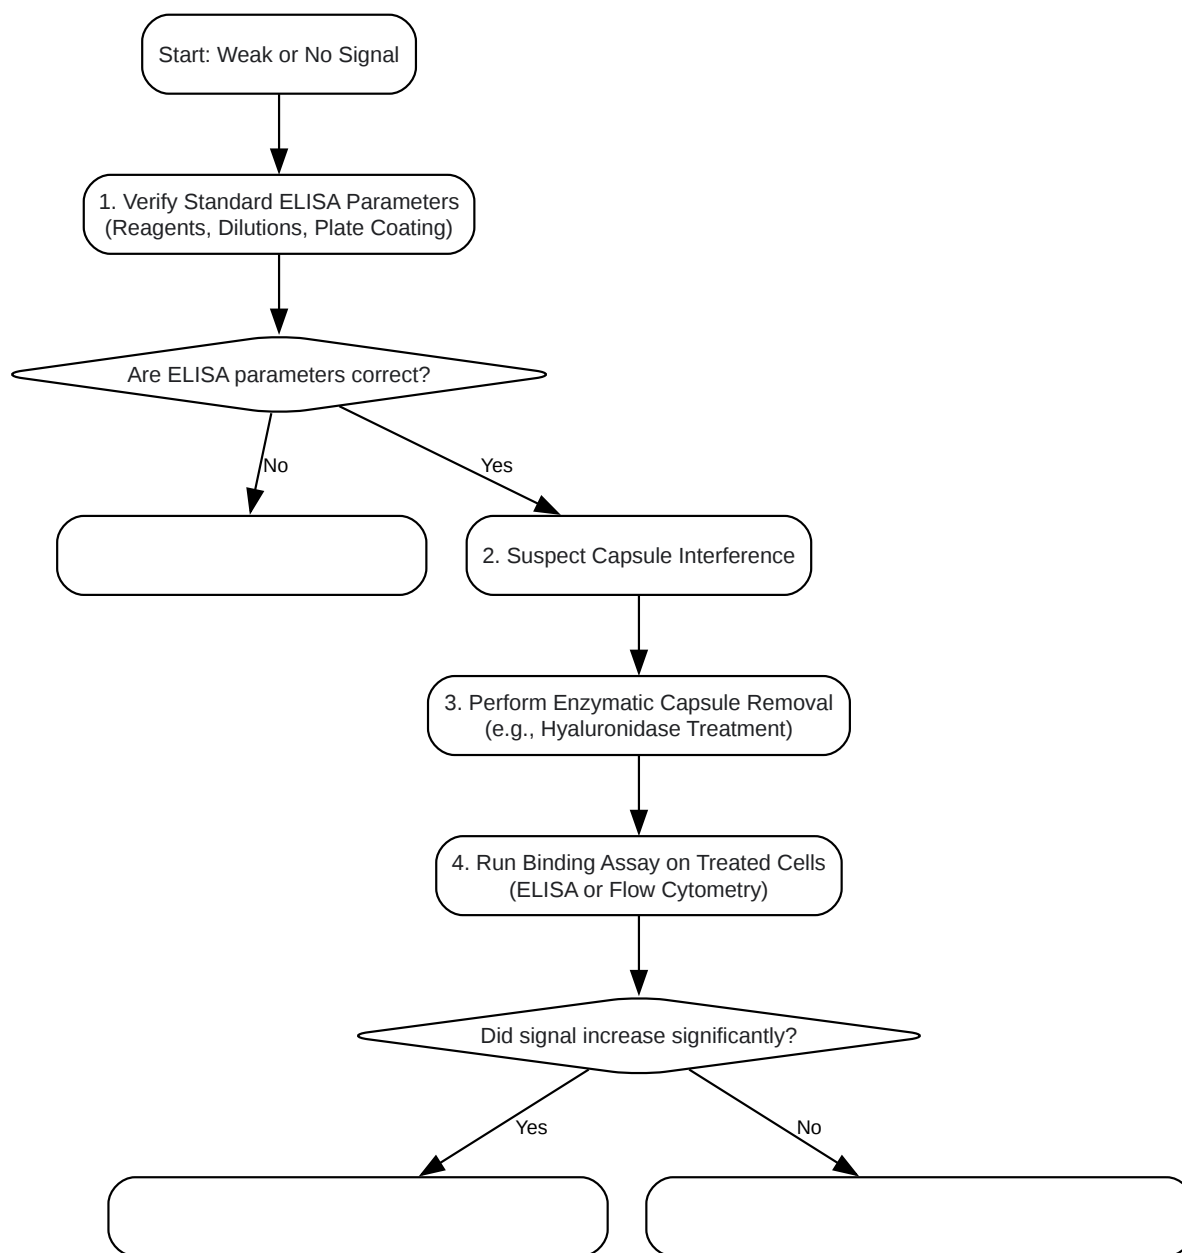 Start: Weak or No Signal
1. Verify Standard ELISA Parameters
(Reagents, Dilutions, Plate Coating)
Are ELISA parameters correct?
No
Yes
2. Suspect Capsule Interference
3. Perform Enzymatic Capsule Removal
(e.g., Hyaluronidase Treatment)
4. Run Binding Assay on Treated Cells
(ELISA or Flow Cytometry)
Did signal increase significantly?
Yes
No